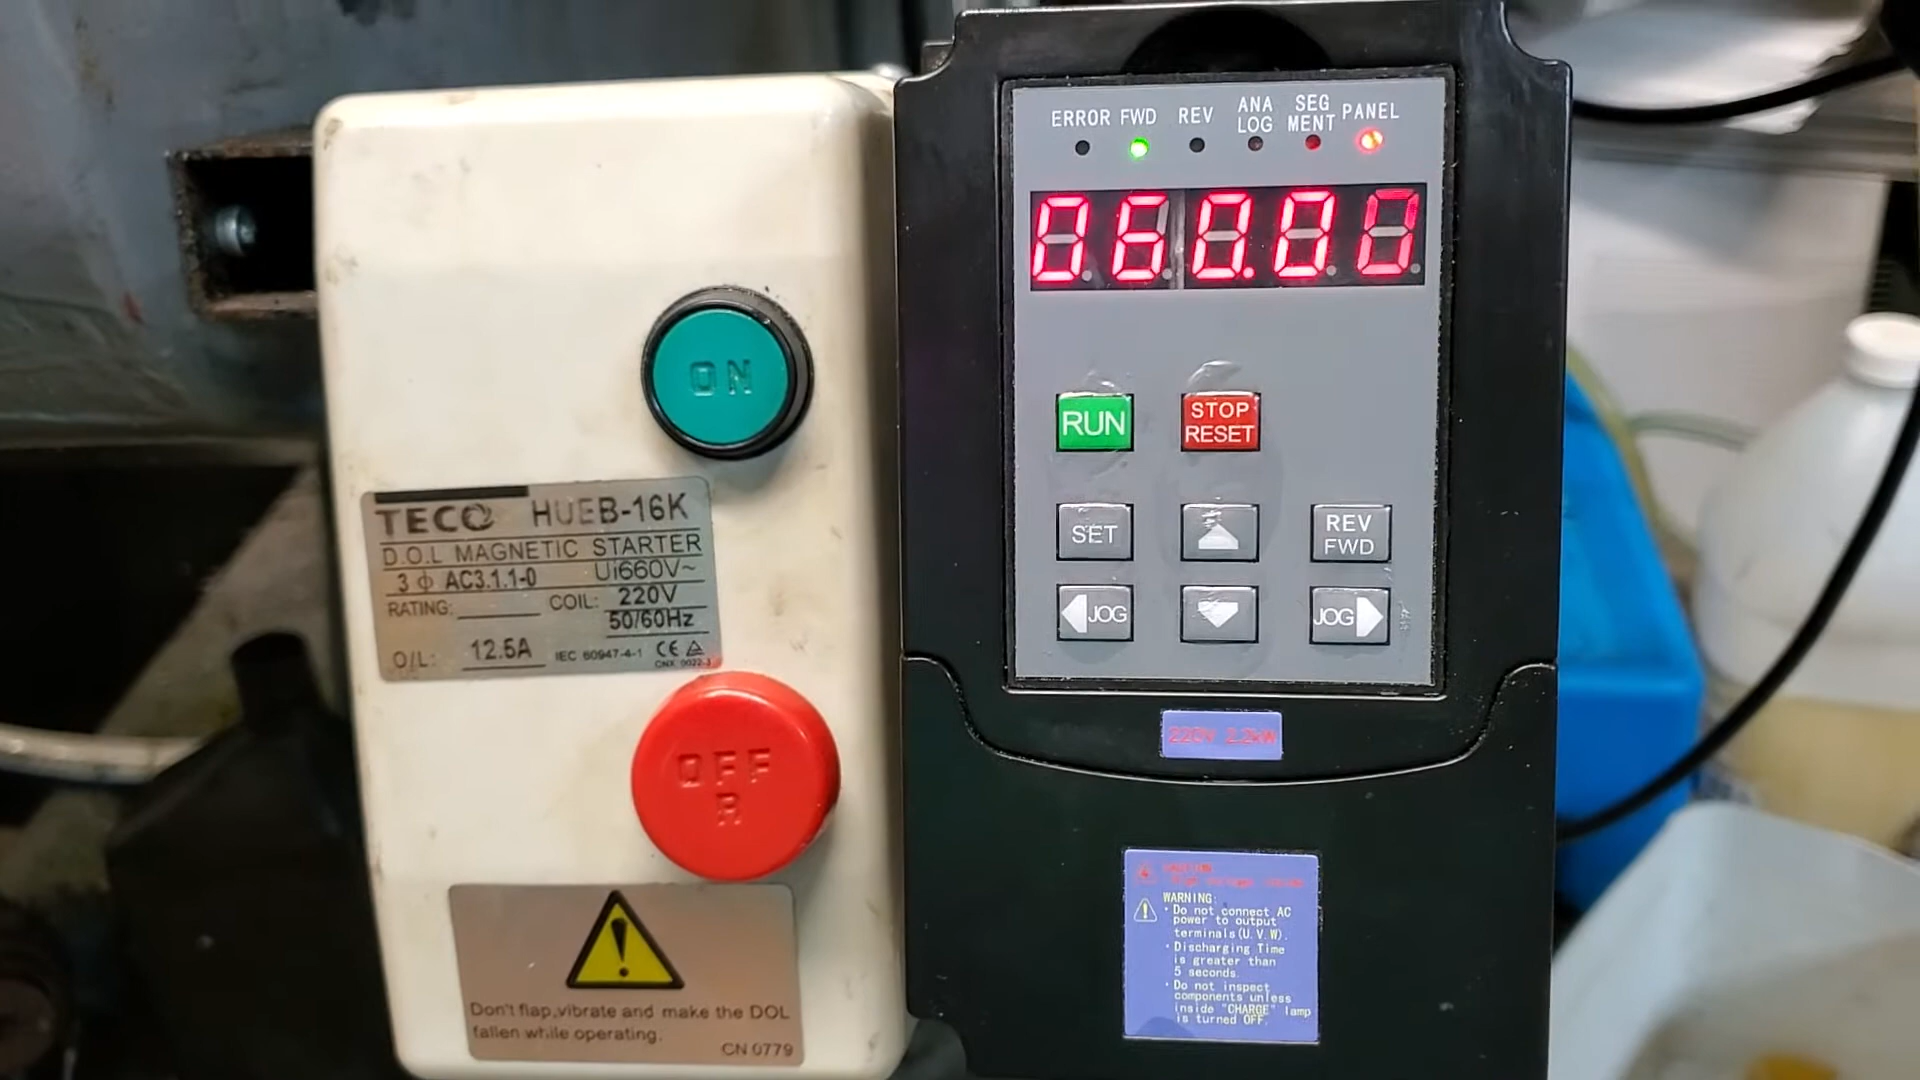 ON
TECO HUEB-16K
D.O.L MAGNETIC STARTER
3 ϕ AC3.1.1-0 Ui660V~
RATING: COIL: 220V
50/60Hz
O/L: 12.5A IEC 60947-4-1 CE
CNX 0022-3
OFF
R
Don't flap,vibrate and make the DOL
fallen while operating.
CN 0779
ERROR FWD REV ANA LOG SEG MENT PANEL
060.00
RUN
STOP
RESET
SET
REV
FWD
JOG
JOG
220V 2.2kW
WARNING:
· Do not connect AC
power to output
terminals(U.V.W).
· Discharging Time
is greater than
5 seconds.
· Do not inspect
components unless
inside "CHARGE" lamp
is turned OFF.